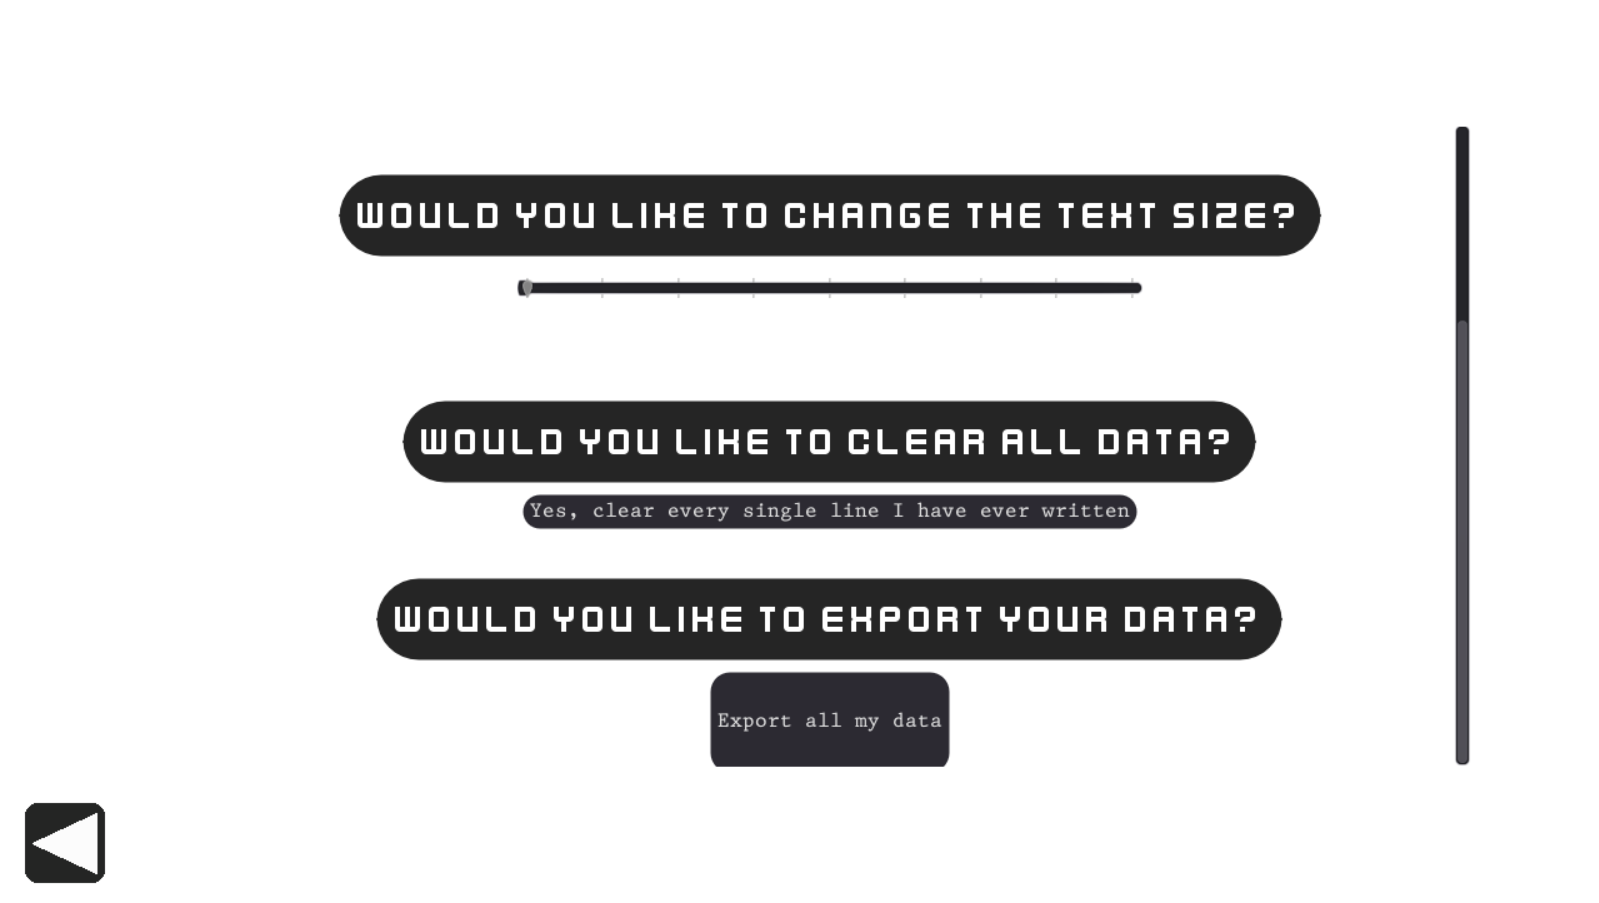 WOULD YOU LIKE TO CHANGE THE TEXT SIZE?
WOULD YOU LIKE TO CLEAR ALL DATA?
Yes, clear every single line I have ever written
WOULD YOU LIKE TO EXPORT YOUR DATA?
Export all my data